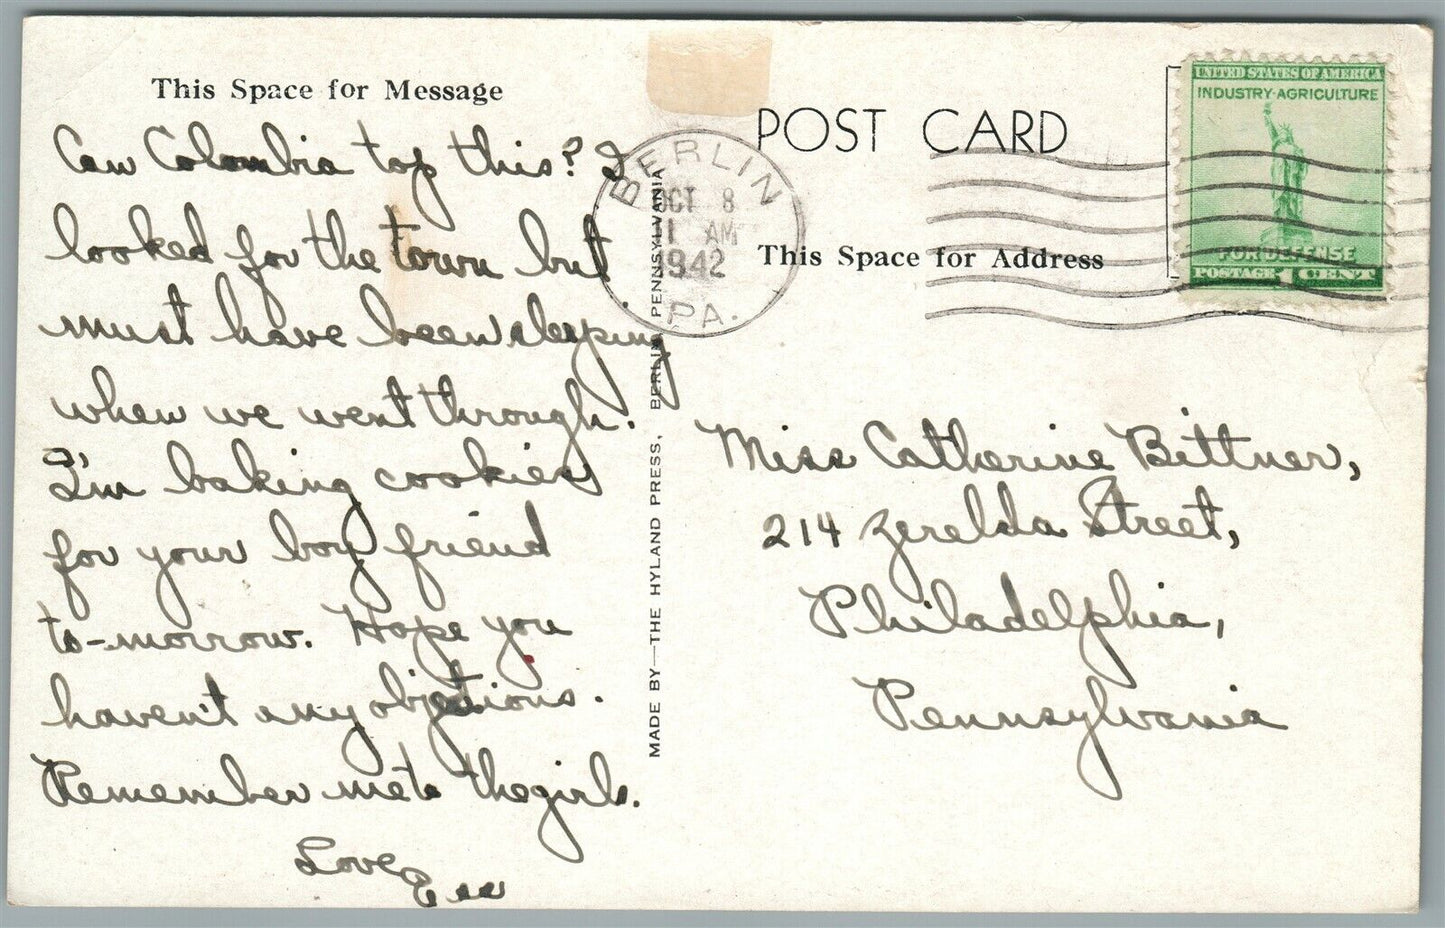 This Space for Message
Can Colombia top this? I
looked for the town but
must have been sleeping
when we went through.
I'm baking cookies
for your boy friend
to-morrow. Hope you
haven't any objections.
Remember me to the girls.
Love
MADE BY—THE HYLAND PRESS, BERLIN, PENNSYLVANIA
BERLIN
OCT 8
AM
1942
PA.
POST CARD
This Space for Address
UNITED STATES OF AMERICA
INDUSTRY·AGRICULTURE
FOR DEFENSE
POSTAGE 1 CENT
Miss Catherine Bittner,
214 Zerelda Street,
Philadelphia,
Pennsylvania